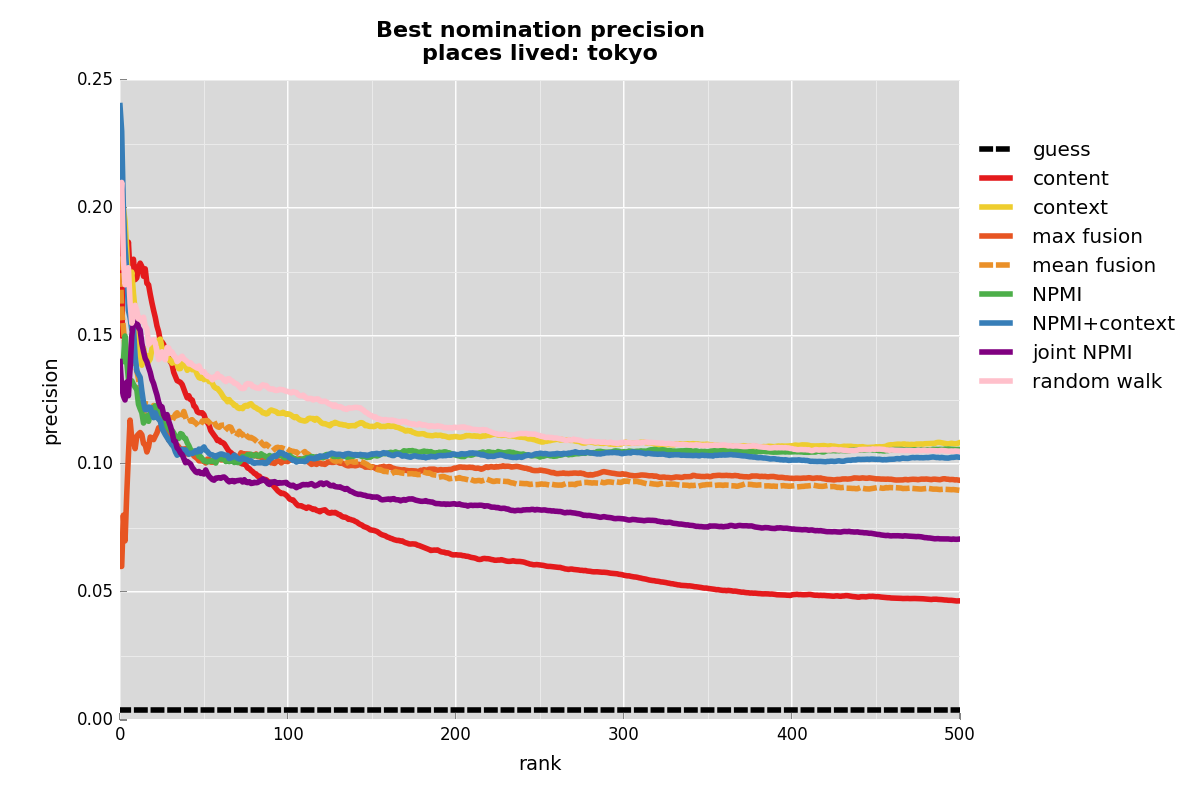 Best nomination precision
places lived: tokyo
0.25
0.20
0.15
0.10
0.05
0.00
precision
0
100
200
300
400
500
rank
guess
content
context
max fusion
mean fusion
NPMI
NPMI+context
joint NPMI
random walk